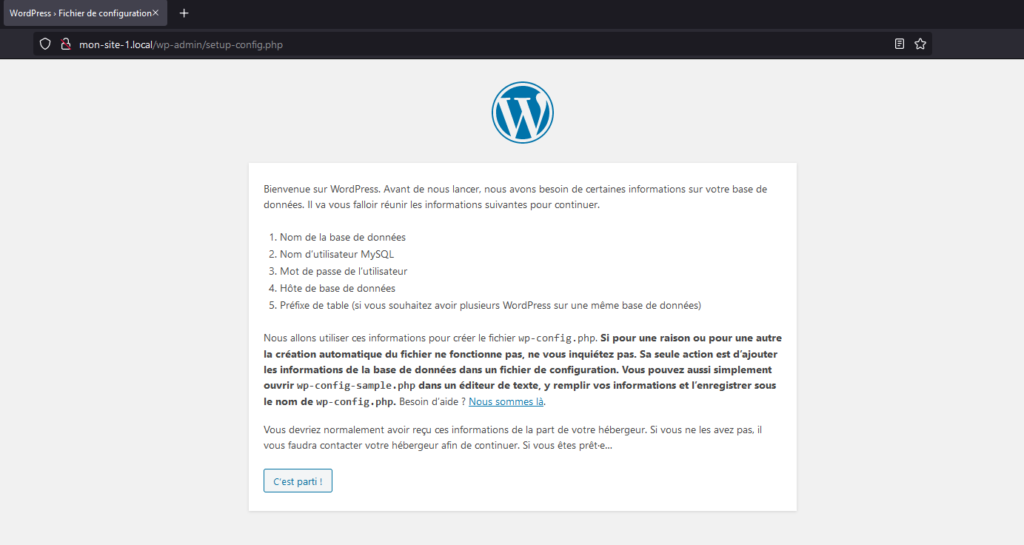 WordPress › Fichier de configuration
mon-site-1.local/wp-admin/setup-config.php
Bienvenue sur WordPress. Avant de nous lancer, nous avons besoin de certaines informations sur votre base de
données. Il va vous falloir réunir les informations suivantes pour continuer.
1. Nom de la base de données
2. Nom d’utilisateur MySQL
3. Mot de passe de l’utilisateur
4. Hôte de base de données
5. Préfixe de table (si vous souhaitez avoir plusieurs WordPress sur une même base de données)
Nous allons utiliser ces informations pour créer le fichier wp-config.php. Si pour une raison ou pour une autre
la création automatique du fichier ne fonctionne pas, ne vous inquiétez pas. Sa seule action est d’ajouter
les informations de la base de données dans un fichier de configuration. Vous pouvez aussi simplement
ouvrir wp-config-sample.php dans un éditeur de texte, y remplir vos informations et l’enregistrer sous
le nom de wp-config.php. Besoin d’aide ? Nous sommes là.
Vous devriez normalement avoir reçu ces informations de la part de votre hébergeur. Si vous ne les avez pas, il
vous faudra contacter votre hébergeur afin de continuer. Si vous êtes prêt·e…
C’est parti !